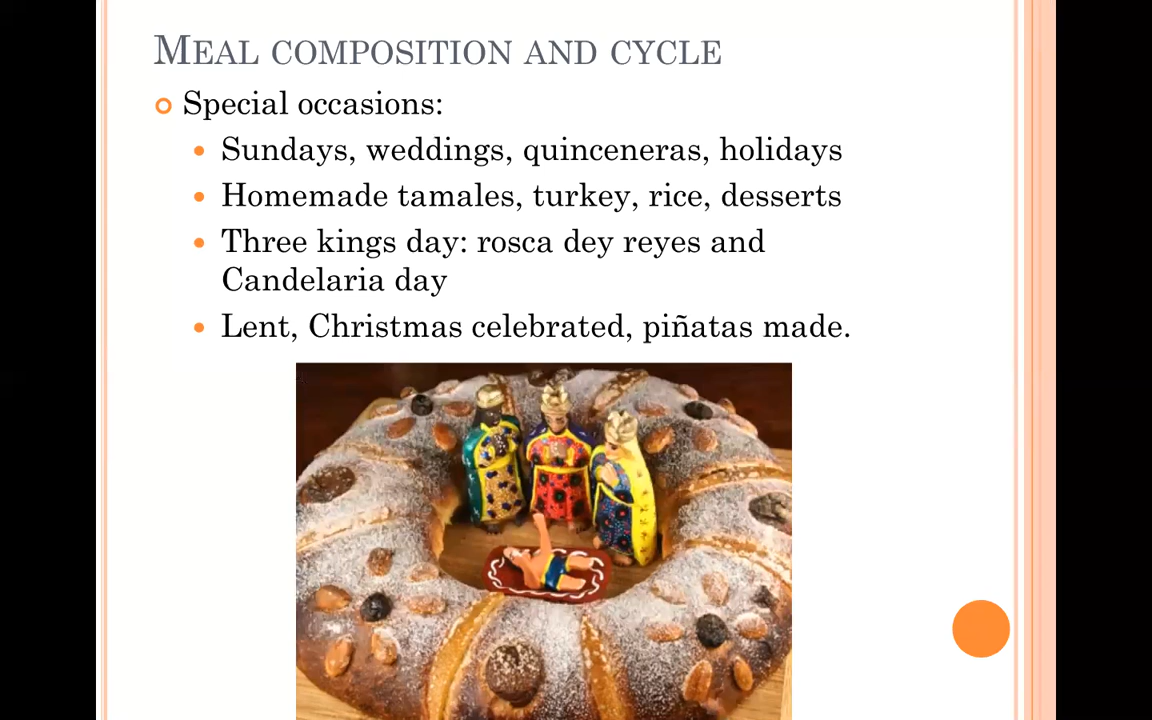 MEAL COMPOSITION AND CYCLE
Special occasions:
Sundays, weddings, quinceneras, holidays
Homemade tamales, turkey, rice, desserts
Three kings day: rosca dey reyes and
Candelaria day
Lent, Christmas celebrated, piñatas made.